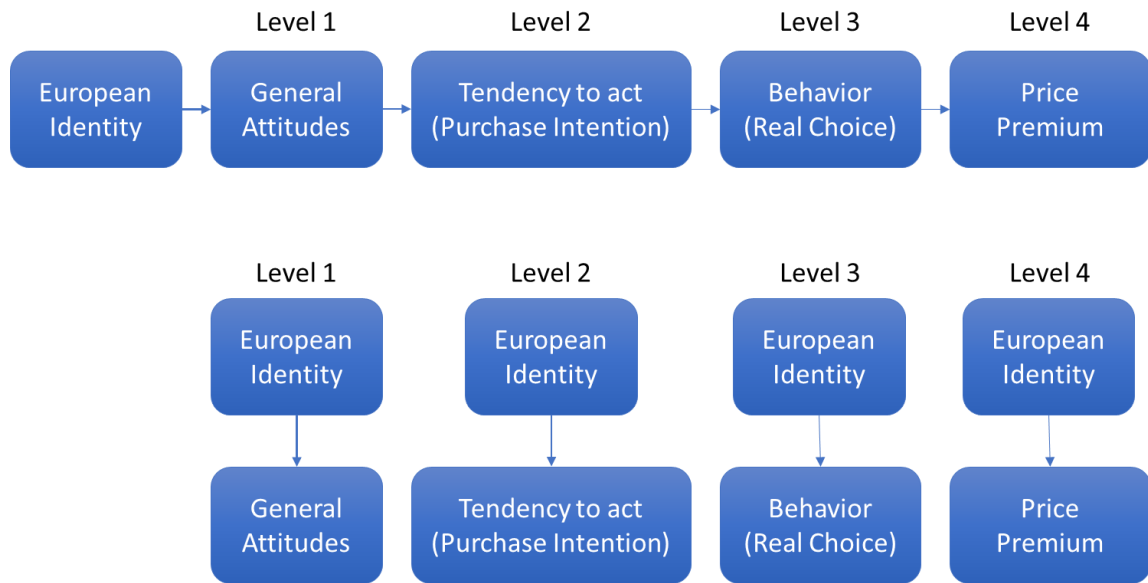 Level 1
Level 2
Level 3
Level 4
European
Identity
General
Attitudes
Tendency to act
(Purchase Intention)
Behavior
(Real Choice)
Price
Premium
Level 1
Level 2
Level 3
Level 4
European
Identity
European
Identity
European
Identity
European
Identity
General
Attitudes
Tendency to act
(Purchase Intention)
Behavior
(Real Choice)
Price
Premium